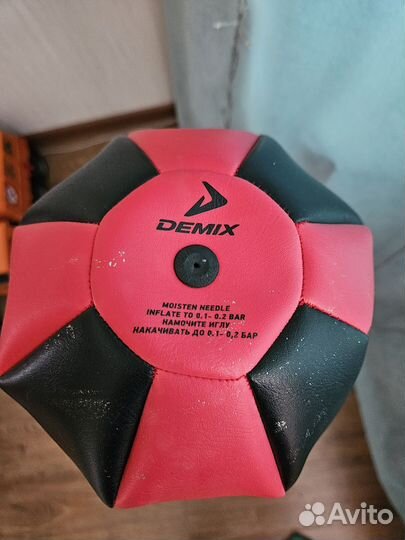 DEMIX
MOISTEN NEEDLE
INFLATE TO 0.1- 0.2 BAR
НАМОЧИТЕ ИГЛУ
НАКАЧИВАТЬ ДО 0.1- 0,2 БАР
Avito